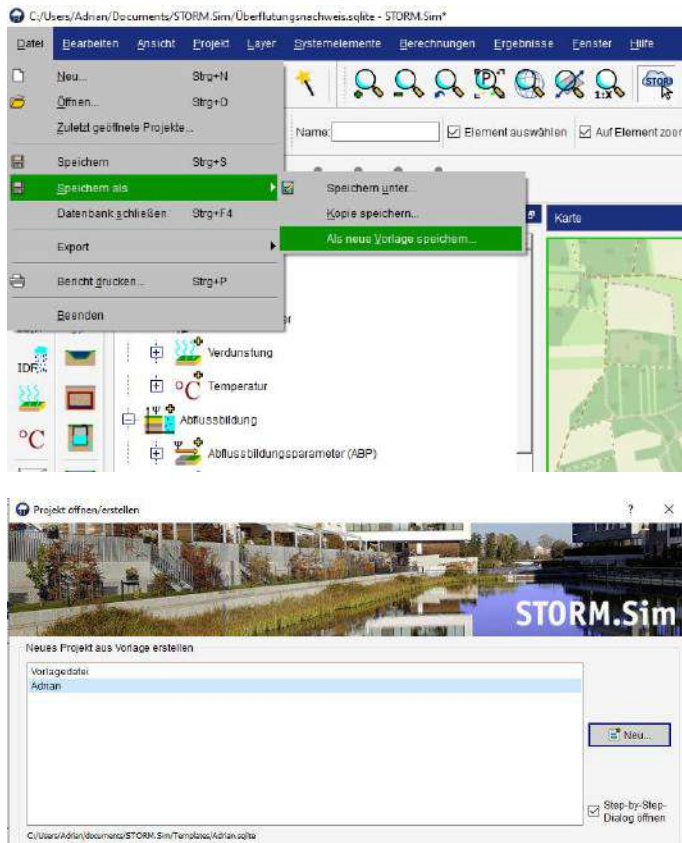 C:/Users/Adrian/Documents/STORM.Sim/Überflutungsnachweis.sqlite - STORM.Sim*
Datei Bearbeiten Ansicht Projekt Layer Systemelemente Berechnungen Ergebnisse Fenster Hilfe
Neu... Strg+N
Öffnen... Strg+O
1:X STORM
Zuletzt geöffnete Projekte...
Name: Element auswählen Auf Element
Speichern Strg+S
Speichern als Speichern unter...
Datenbank schließen Strg+F4 Kopie speichern... Karte
Export Als neue Vorlage speichern...
Bericht drucken... Strg+P
Beenden
IDF Verdunstung
°C Temperatur
°C Abflussbildung
Abflussbildungsparameter (ABP)
Projekt öffnen/erstellen ? X
STORM.Sim
Neues Projekt aus Vorlage erstellen
Vorlagedatei
Adrian
Neu...
Step-by-Step-
Dialog öffnen
C:/Users/Adrian/documents/STORM.Sim/Templates/Adrian.sqlite